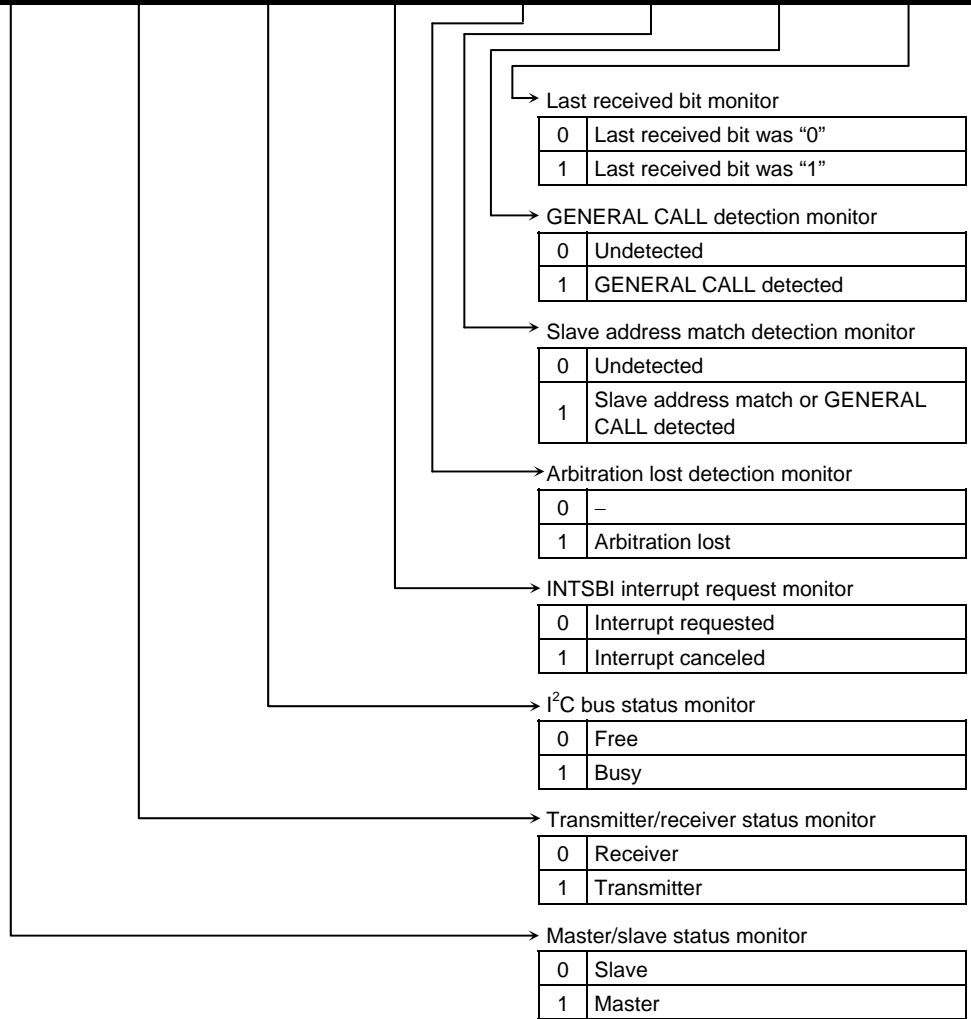 Last received bit monitor
0 Last received bit was “0”
1 Last received bit was “1”
GENERAL CALL detection monitor
0 Undetected
1 GENERAL CALL detected
Slave address match detection monitor
0 Undetected
1 Slave address match or GENERAL
CALL detected
Arbitration lost detection monitor
0 –
1 Arbitration lost
INTSBI interrupt request monitor
0 Interrupt requested
1 Interrupt canceled
I²C bus status monitor
0 Free
1 Busy
Transmitter/receiver status monitor
0 Receiver
1 Transmitter
Master/slave status monitor
0 Slave
1 Master